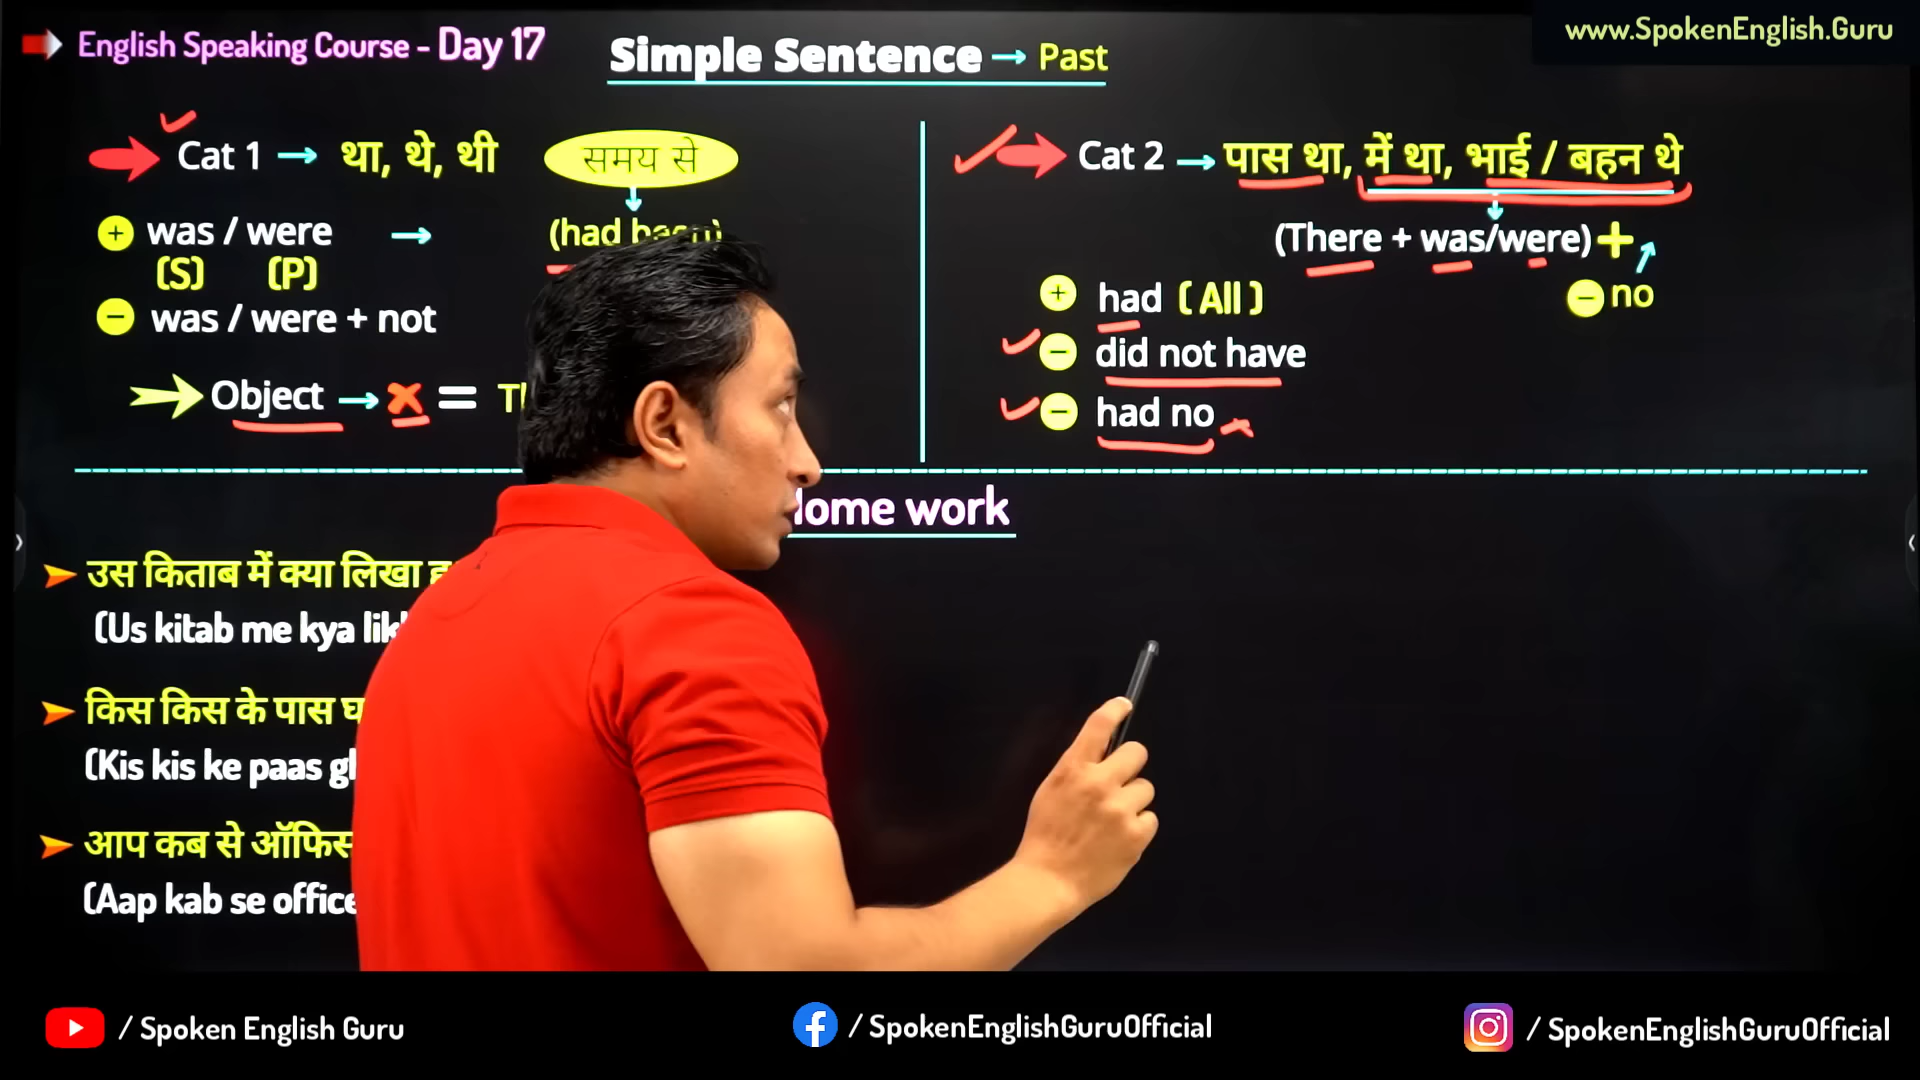 English Speaking Course - Day 17
Simple Sentence → Past
www.SpokenEnglish.Guru
Cat 1 → था, थे, थी
समय से
+ was / were → (had
(S) (P)
− was / were + not
Object → × =
Cat 2 → पास था, में था, भाई / बहन थे
(There + was/were) +
− no
+ had (All)
− did not have
− had no
work
उस किताब में क्या लिखा
(Us kitab me kya
किस किस के पास
(Kis kis ke paas
आप कब से ऑफिस
(Aap kab se office
/ Spoken English Guru
/ SpokenEnglishGuruOfficial
/ SpokenEnglishGuruOfficial